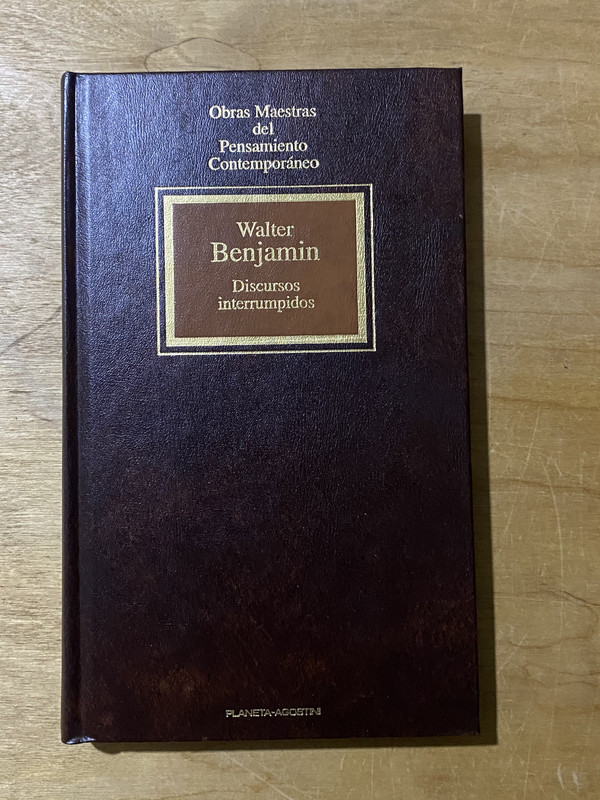 Obras Maestras
del
Pensamiento
Contemporáneo
Walter
Benjamin
Discursos
interrumpidos
PLANETA-AGOSTINI